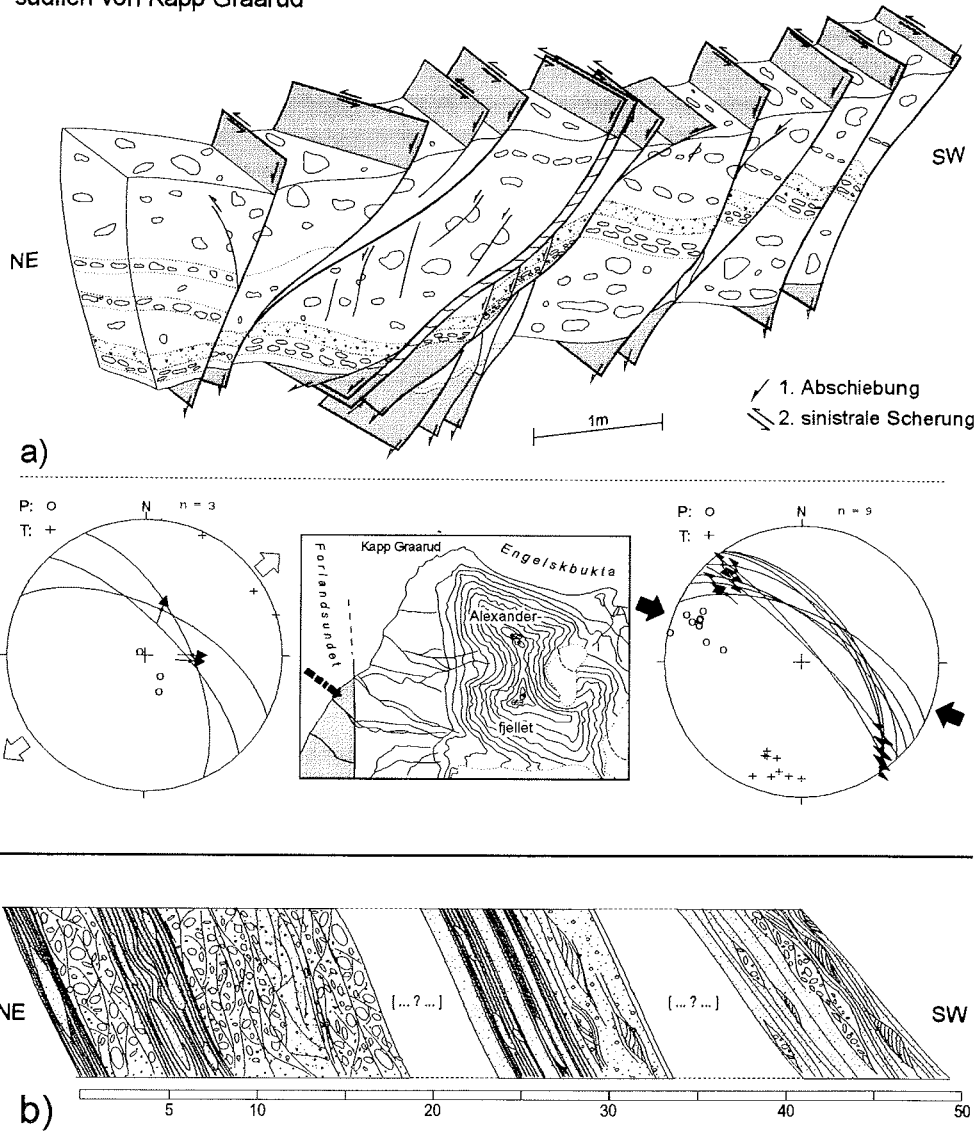 südlich von Kapp Graarud
NE
SW
1. Abschiebung
2. sinistrale Scherung
1m
a)
P: o
T: +
N
n = 3
Forlandsundet
Kapp Graarud
Engelskbukta
Alexander-
fjellet
P: o
T: +
N
n = 9
NE
[ ... ? ... ]
[ ... ? ... ]
SW
b)
5
10
20
30
40
50